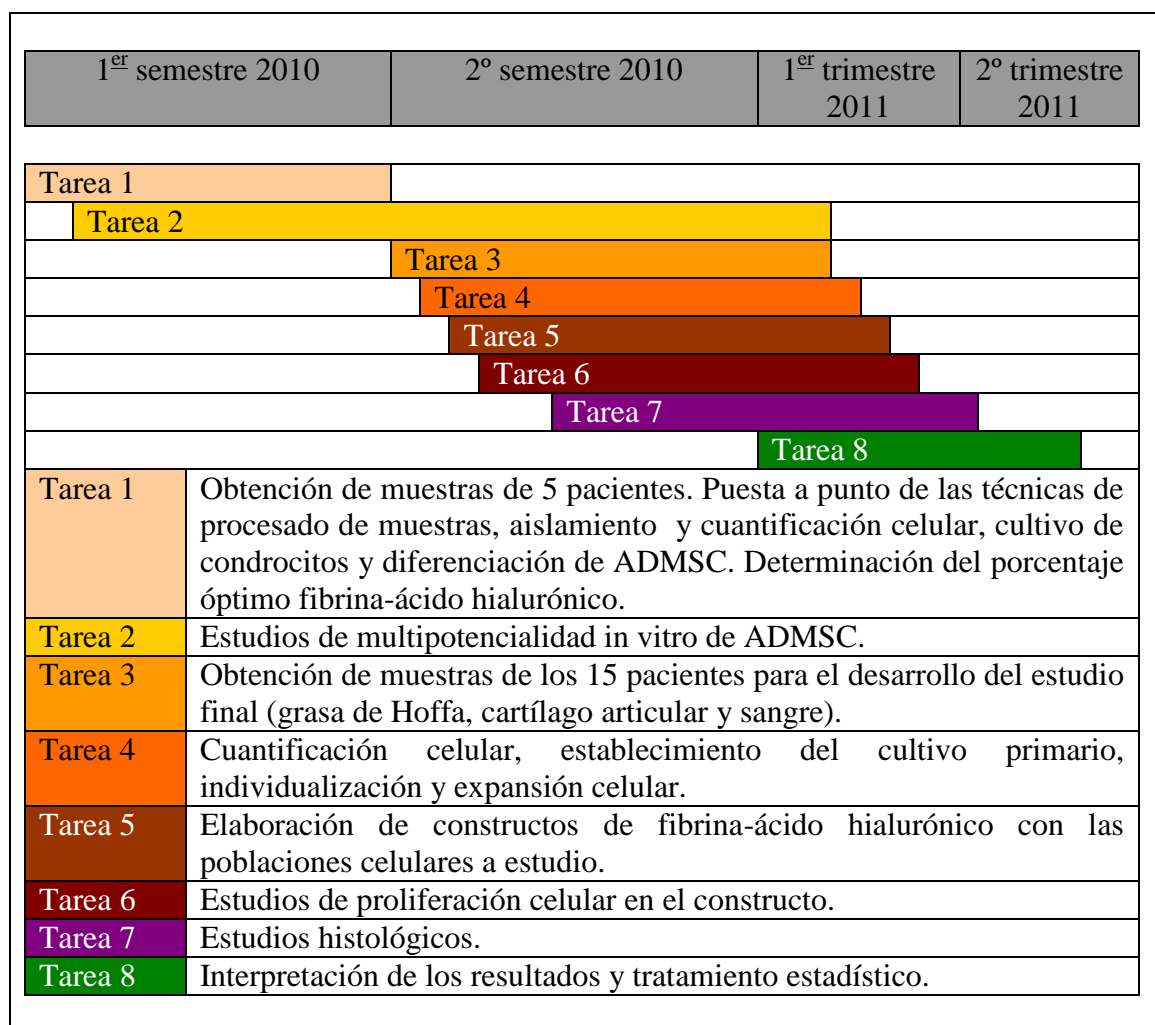 1er semestre 2010 2º semestre 2010 1er trimestre 2011 2º trimestre 2011
Tarea 1
Tarea 2
Tarea 3
Tarea 4
Tarea 5
Tarea 6
Tarea 7
Tarea 8
Tarea 1 Obtención de muestras de 5 pacientes. Puesta a punto de las técnicas de
procesado de muestras, aislamiento y cuantificación celular, cultivo de
condrocitos y diferenciación de ADMSC. Determinación del porcentaje
óptimo fibrina-ácido hialurónico.
Tarea 2 Estudios de multipotencialidad in vitro de ADMSC.
Tarea 3 Obtención de muestras de los 15 pacientes para el desarrollo del estudio
final (grasa de Hoffa, cartílago articular y sangre).
Tarea 4 Cuantificación celular, establecimiento del cultivo primario,
individualización y expansión celular.
Tarea 5 Elaboración de constructos de fibrina-ácido hialurónico con las
poblaciones celulares a estudio.
Tarea 6 Estudios de proliferación celular en el constructo.
Tarea 7 Estudios histológicos.
Tarea 8 Interpretación de los resultados y tratamiento estadístico.